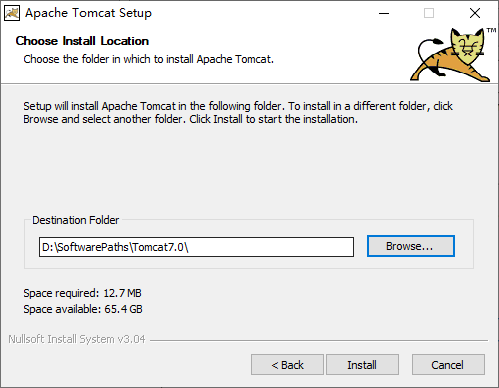 Apache Tomcat Setup
Choose Install Location
Choose the folder in which to install Apache Tomcat.
TM
Setup will install Apache Tomcat in the following folder. To install in a different folder, click
Browse and select another folder. Click Install to start the installation.
Destination Folder
D:\SoftwarePaths\Tomcat7.0\
Browse...
Space required: 12.7 MB
Space available: 65.4 GB
Nullsoft Install System v3.04
< Back
Install
Cancel